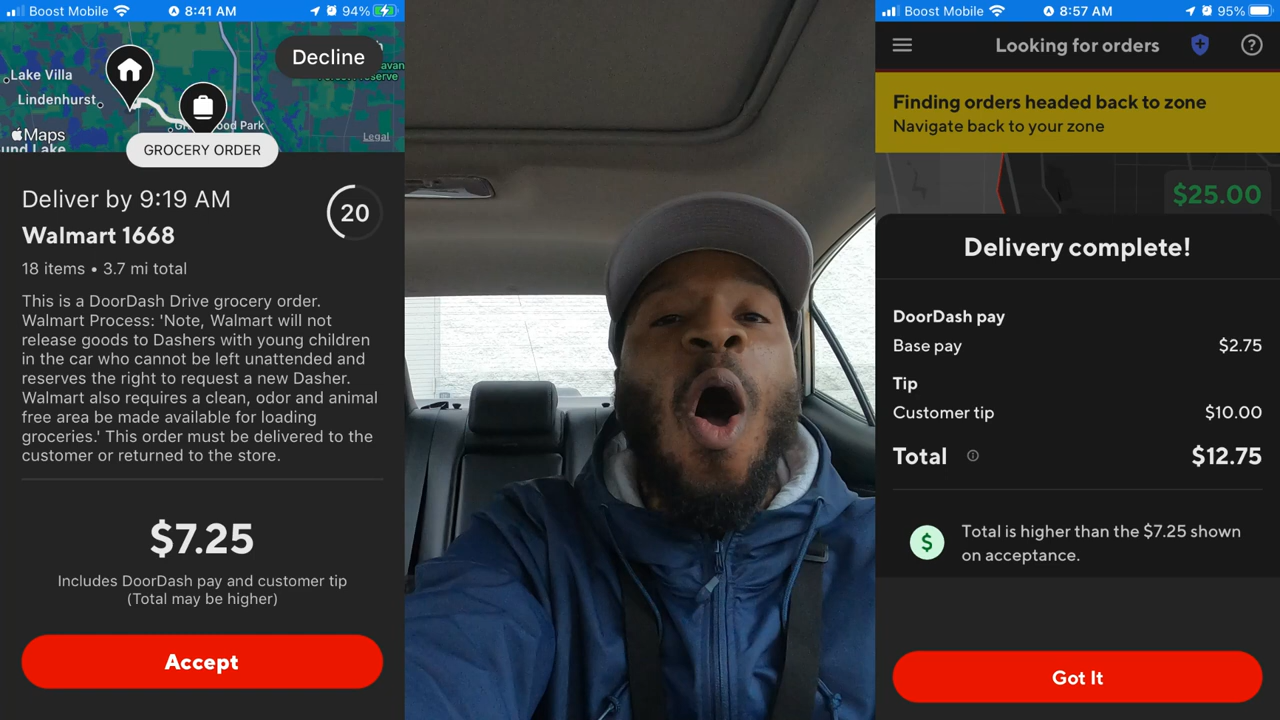 Boost Mobile 8:41 AM 94%
Decline
Lake Villa
Lindenhurst
Maps
Legal
GROCERY ORDER
Deliver by 9:19 AM
20
Walmart 1668
18 items • 3.7 mi total
This is a DoorDash Drive grocery order.
Walmart Process: 'Note, Walmart will not
release goods to Dashers with young children
in the car who cannot be left unattended and
reserves the right to request a new Dasher.
Walmart also requires a clean, odor and animal
free area be made available for loading
groceries.' This order must be delivered to the
customer or returned to the store.
$7.25
Includes DoorDash pay and customer tip
(Total may be higher)
Accept
Boost Mobile 8:57 AM 95%
Looking for orders
Finding orders headed back to zone
Navigate back to your zone
$25.00
Delivery complete!
DoorDash pay
Base pay $2.75
Tip
Customer tip $10.00
Total $12.75
$ Total is higher than the $7.25 shown
on acceptance.
Got It